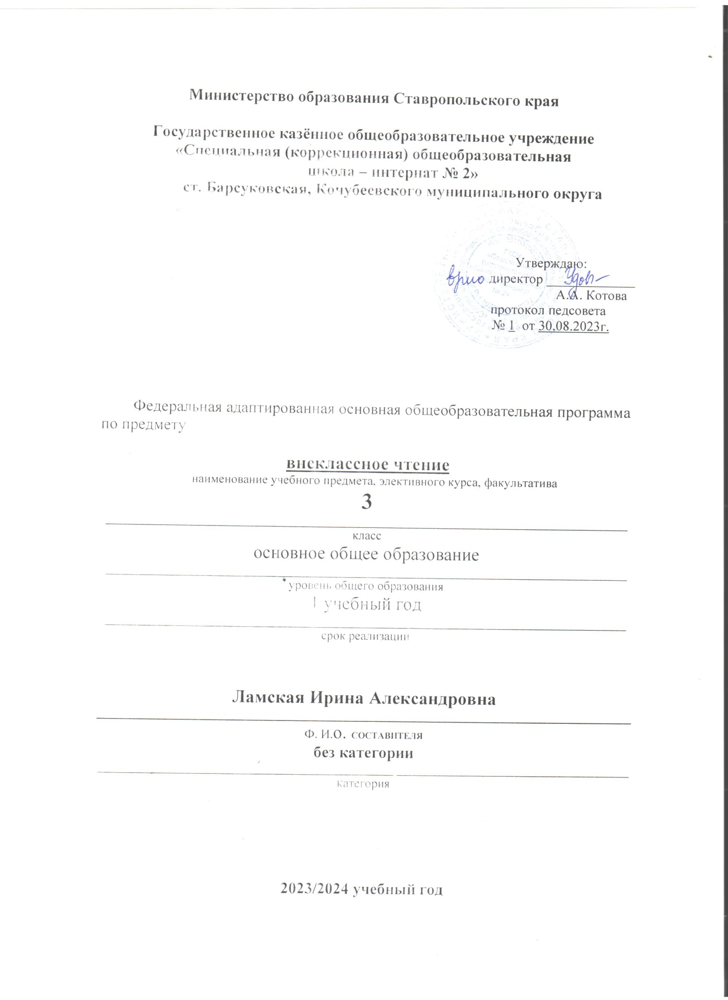 Министерство образования Ставропольского края
Государственное казённое общеобразовательное учреждение
«Специальная (коррекционная) общеобразовательная
школа – интернат № 2»
ст. Барсуковская, Кочубеевского муниципального округа
Утверждаю:
врио директор
А.А. Котова
протокол педсовета
№ 1 от 30.08.2023г.
Федеральная адаптированная основная общеобразовательная программа
по предмету
внеклассное чтение
наименование учебного предмета, элективного курса, факультатива
3
класс
основное общее образование
уровень общего образования
1 учебный год
срок реализации
Ламская Ирина Александровна
Ф. И.О. составителя
без категории
категория
2023/2024 учебный год